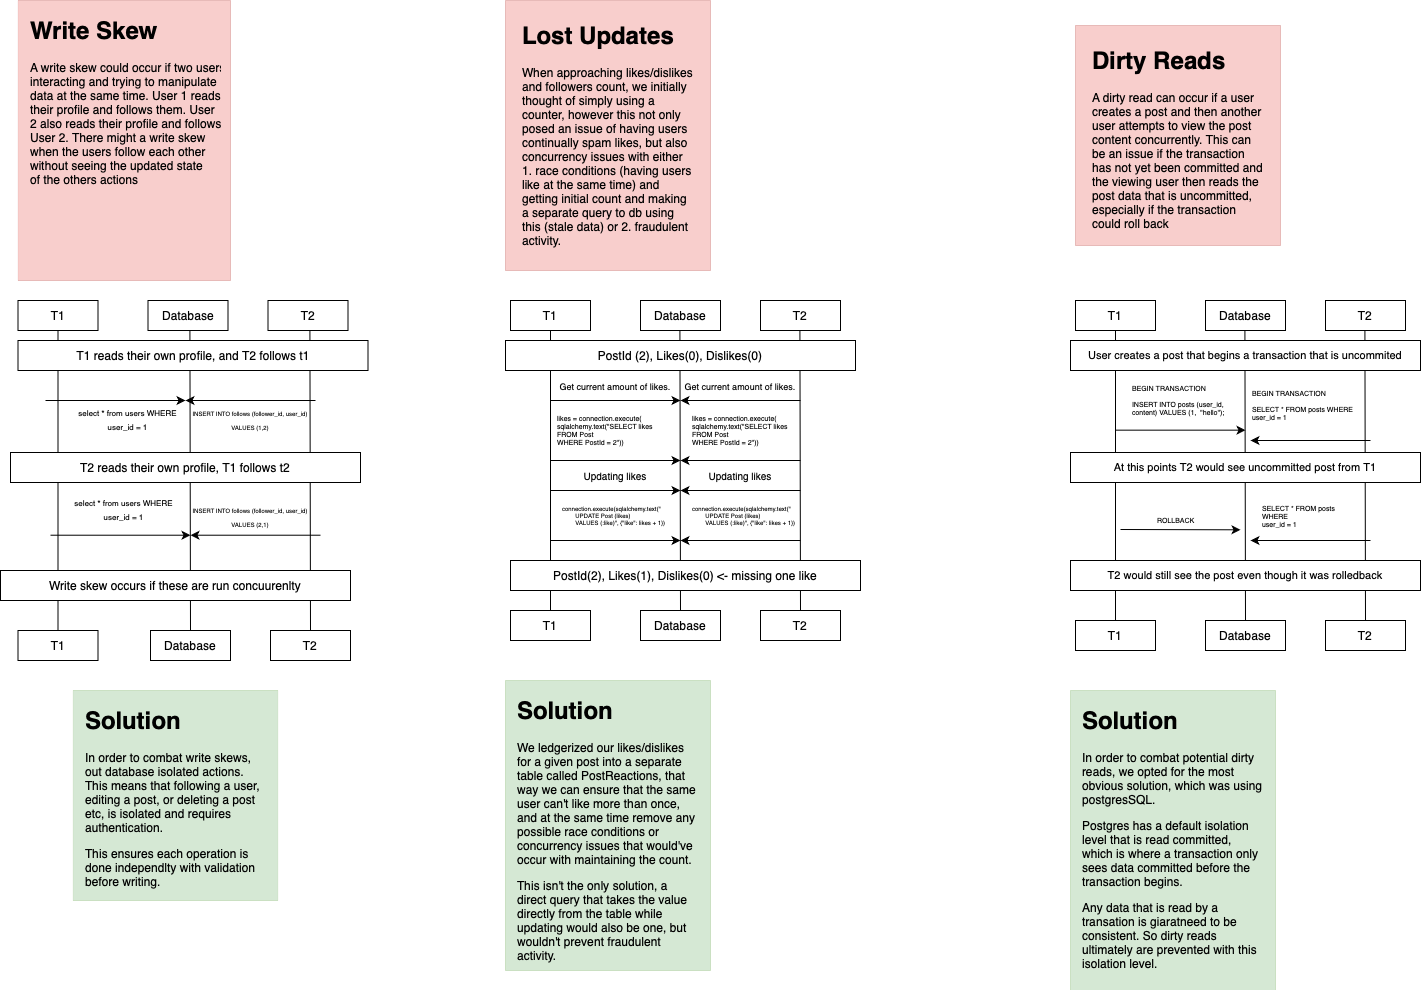 Write Skew
A write skew could occur if two users
interacting and trying to manipulate
data at the same time. User 1 reads
their profile and follows them. User
2 also reads their profile and follows
User 2. There might a write skew
when the users follow each other
without seeing the updated state
of the others actions
T1
Database
T2
T1 reads their own profile, and T2 follows t1
select * from users WHERE
user_id = 1
INSERT INTO follows (follower_id, user_id)
VALUES (1,2)
T2 reads their own profile, T1 follows t2
select * from users WHERE
user_id = 1
INSERT INTO follows (follower_id, user_id)
VALUES (2,1)
Write skew occurs if these are run concuurenlty
T1
Database
T2
Solution
In order to combat write skews,
out database isolated actions.
This means that following a user,
editing a post, or deleting a post
etc, is isolated and requires
authentication.
This ensures each operation is
done independlty with validation
before writing.
Lost Updates
When approaching likes/dislikes
and followers count, we initially
thought of simply using a
counter, however this not only
posed an issue of having users
continually spam likes, but also
concurrency issues with either
1. race conditions (having users
like at the same time) and
getting initial count and making
a separate query to db using
this (stale data) or 2. fraudulent
activity.
T1
Database
T2
PostId (2), Likes(0), Dislikes(0)
Get current amount of likes.
Get current amount of likes.
likes = connection.execute(
sqlalchemy.text("SELECT likes
FROM Post
WHERE PostId = 2"))
likes = connection.execute(
sqlalchemy.text("SELECT likes
FROM Post
WHERE PostId = 2"))
Updating likes
Updating likes
connection.execute(sqlalchemy.text("
UPDATE Post (likes)
VALUES (:like)", {"like": likes + 1})
connection.execute(sqlalchemy.text("
UPDATE Post (likes)
VALUES (:like)", {"like": likes + 1})
PostId(2), Likes(1), Dislikes(0) <- missing one like
T1
Database
T2
Solution
We ledgerized our likes/dislikes
for a given post into a separate
table called PostReactions, that
way we can ensure that the same
user can't like more than once,
and at the same time remove any
possible race conditions or
concurrency issues that would've
occur with maintaining the count.
This isn't the only solution, a
direct query that takes the value
directly from the table while
updating would also be one, but
wouldn't prevent fraudulent
activity.
Dirty Reads
A dirty read can occur if a user
creates a post and then another
user attempts to view the post
content concurrently. This can
be an issue if the transaction
has not yet been committed and
the viewing user then reads the
post data that is uncommitted,
especially if the transaction
could roll back
T1
Database
T2
User creates a post that begins a transaction that is uncommited
BEGIN TRANSACTION
INSERT INTO posts (user_id,
content) VALUES (1, "hello");
BEGIN TRANSACTION
SELECT * FROM posts WHERE
user_id = 1
At this points T2 would see uncommitted post from T1
ROLLBACK
SELECT * FROM posts
WHERE
user_id = 1
T2 would still see the post even though it was rolledback
T1
Database
T2
Solution
In order to combat potential dirty
reads, we opted for the most
obvious solution, which was using
postgresSQL.
Postgres has a default isolation
level that is read committed,
which is where a transaction only
sees data committed before the
transaction begins.
Any data that is read by a
transation is giaratneed to be
consistent. So dirty reads
ultimately are prevented with this
isolation level.